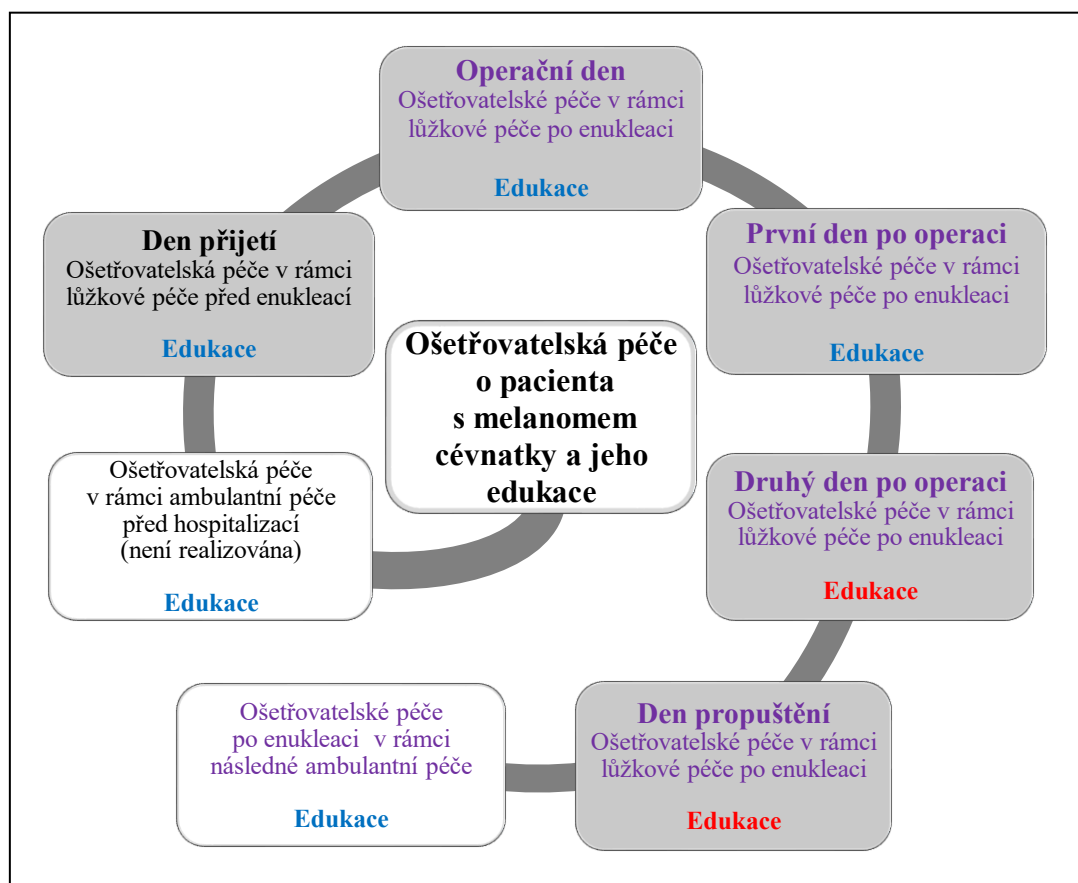 Operační den
Ošetřovatelské péče v rámci
lůžkové péče po enukleaci
Edukace
Den přijetí
Ošetřovatelská péče v rámci
lůžkové péče před enukleací
Edukace
První den po operaci
Ošetřovatelské péče v rámci
lůžkové péče po enukleaci
Edukace
Ošetřovatelská péče
o pacienta
s melanomem
cévnatky a jeho
edukace
Ošetřovatelská péče
v rámci ambulantní péče
před hospitalizací
(není realizována)
Edukace
Druhý den po operaci
Ošetřovatelské péče v rámci
lůžkové péče po enukleaci
Edukace
Ošetřovatelské péče
po enukleaci v rámci
následné ambulantní péče
Edukace
Den propuštění
Ošetřovatelské péče v rámci
lůžkové péče po enukleaci
Edukace